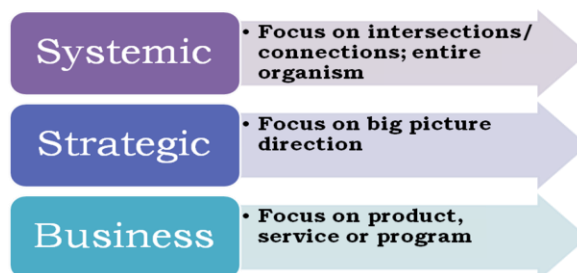 Systemic
• Focus on intersections/
connections; entire
organism
Strategic
• Focus on big picture
direction
Business
• Focus on product,
service or program